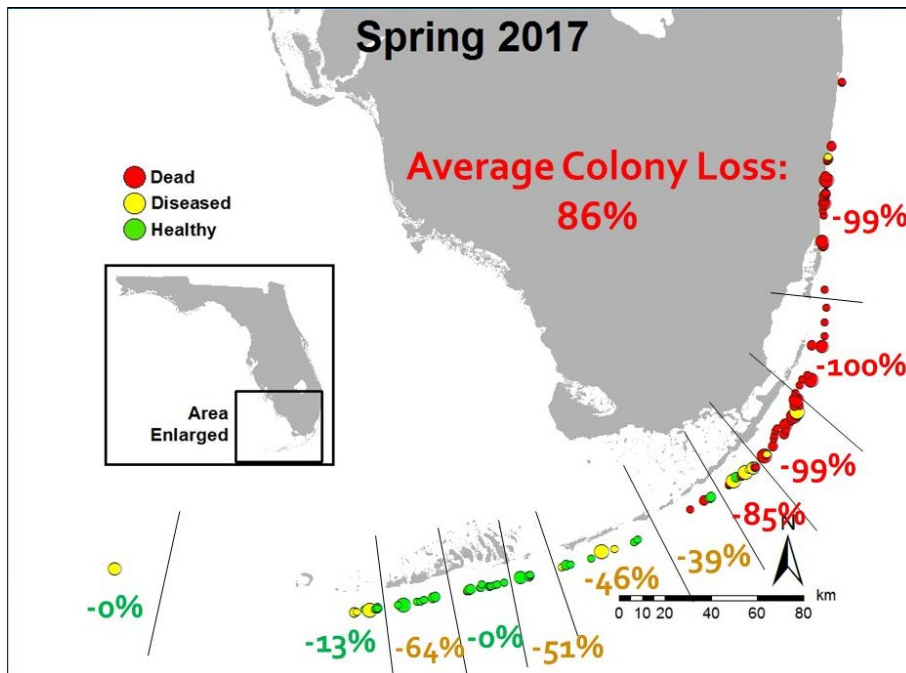 Spring 2017
Average Colony Loss:
86%
Dead
Diseased
Healthy
Area
Enlarged
-99%
-100%
-99%
-85%
-39%
-46%
-51%
-0%
-64%
-13%
-0%
N
km
0 5 10 20 40 60 80